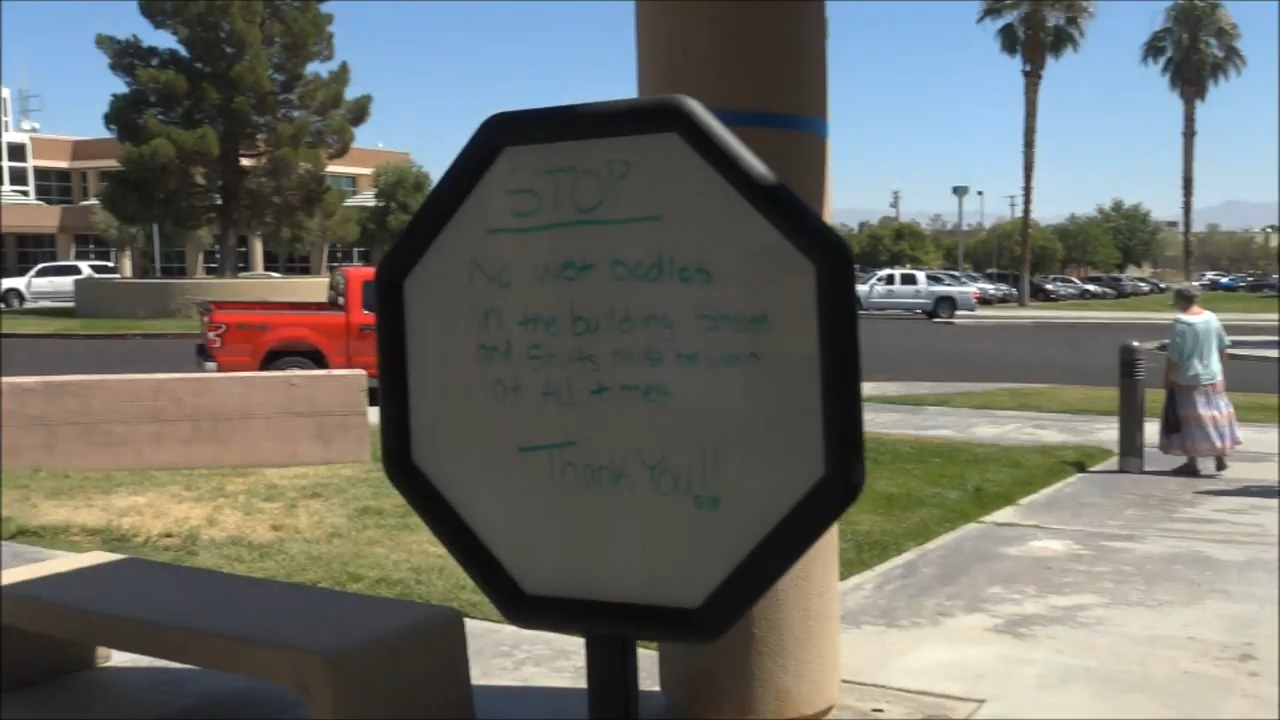 STOP
No wet bodies
in the building Shoes
and Shirts must be worn
at ALL times
Thank You!!